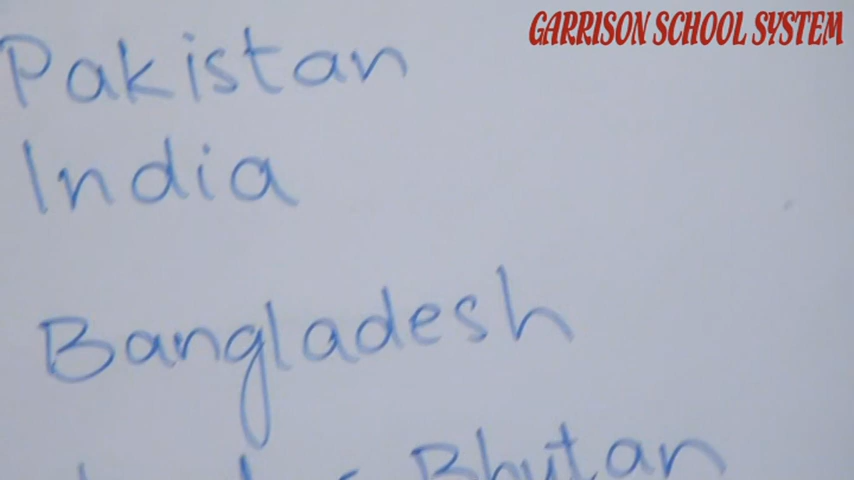 GARRISON SCHOOL SYSTEM
Pakistan
India
Bangladesh
Bhutan